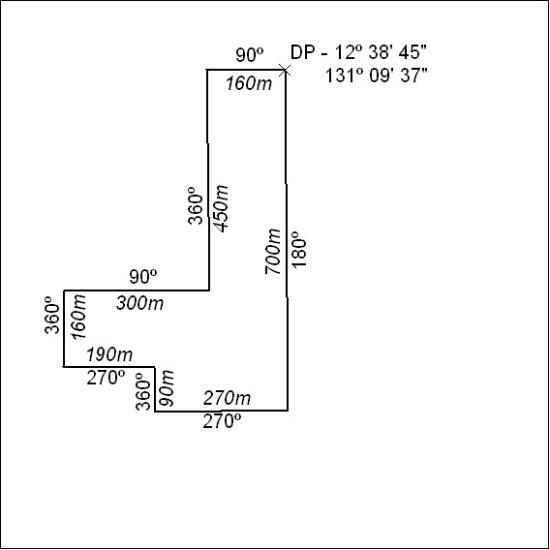 90º
DP - 12º 38' 45"
131º 09' 37"
160m
360º
450m
700m
180º
90º
300m
360º
160m
190m
270º
360º
90m
270m
270º